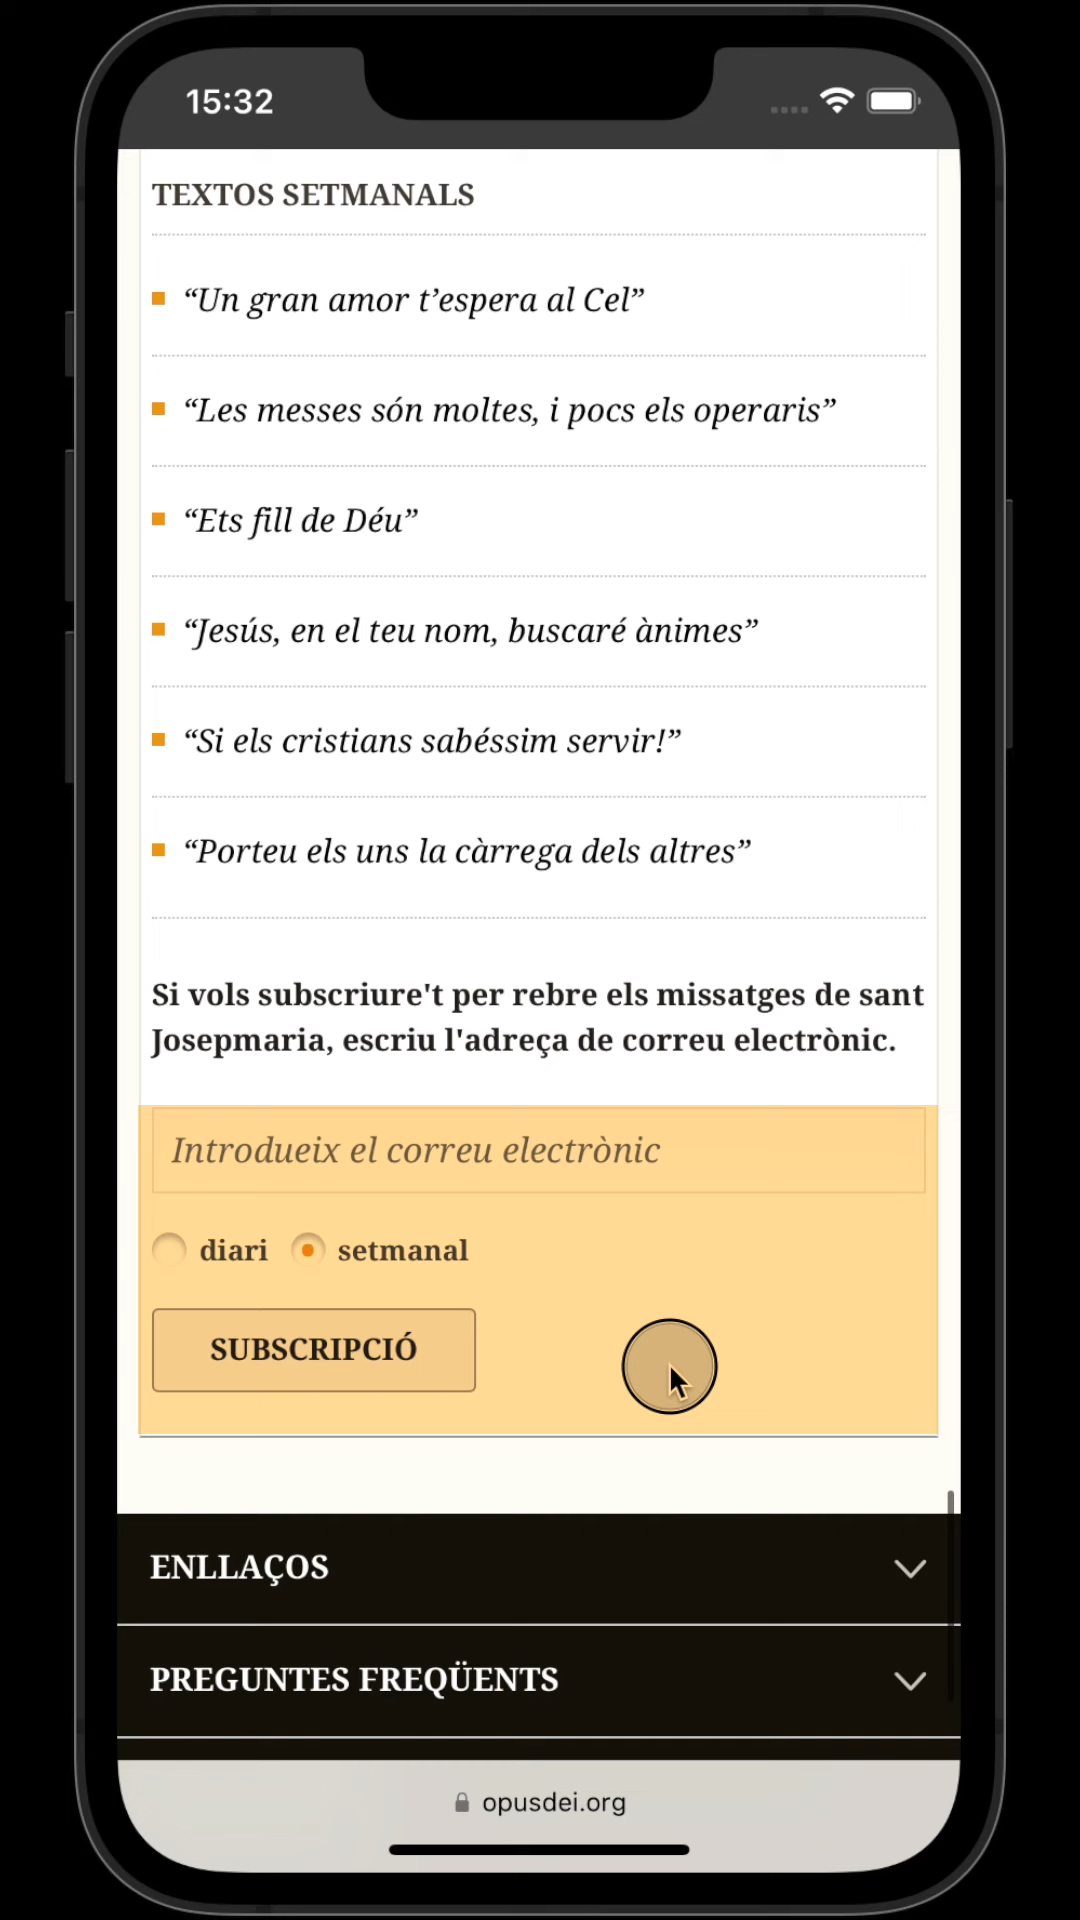 15:32
TEXTOS SETMANALS
“Un gran amor t’espera al Cel”
“Les messes són moltes, i pocs els operaris”
“Ets fill de Déu”
“Jesús, en el teu nom, buscaré ànimes”
“Si els cristians sabéssim servir!”
“Porteu els uns la càrrega dels altres”
Si vols subscriure't per rebre els missatges de sant
Josepmaria, escriu l'adreça de correu electrònic.
Introdueix el correu electrònic
diari setmanal
SUBSCRIPCIÓ
ENLLAÇOS
PREGUNTES FREQÜENTS
opusdei.org